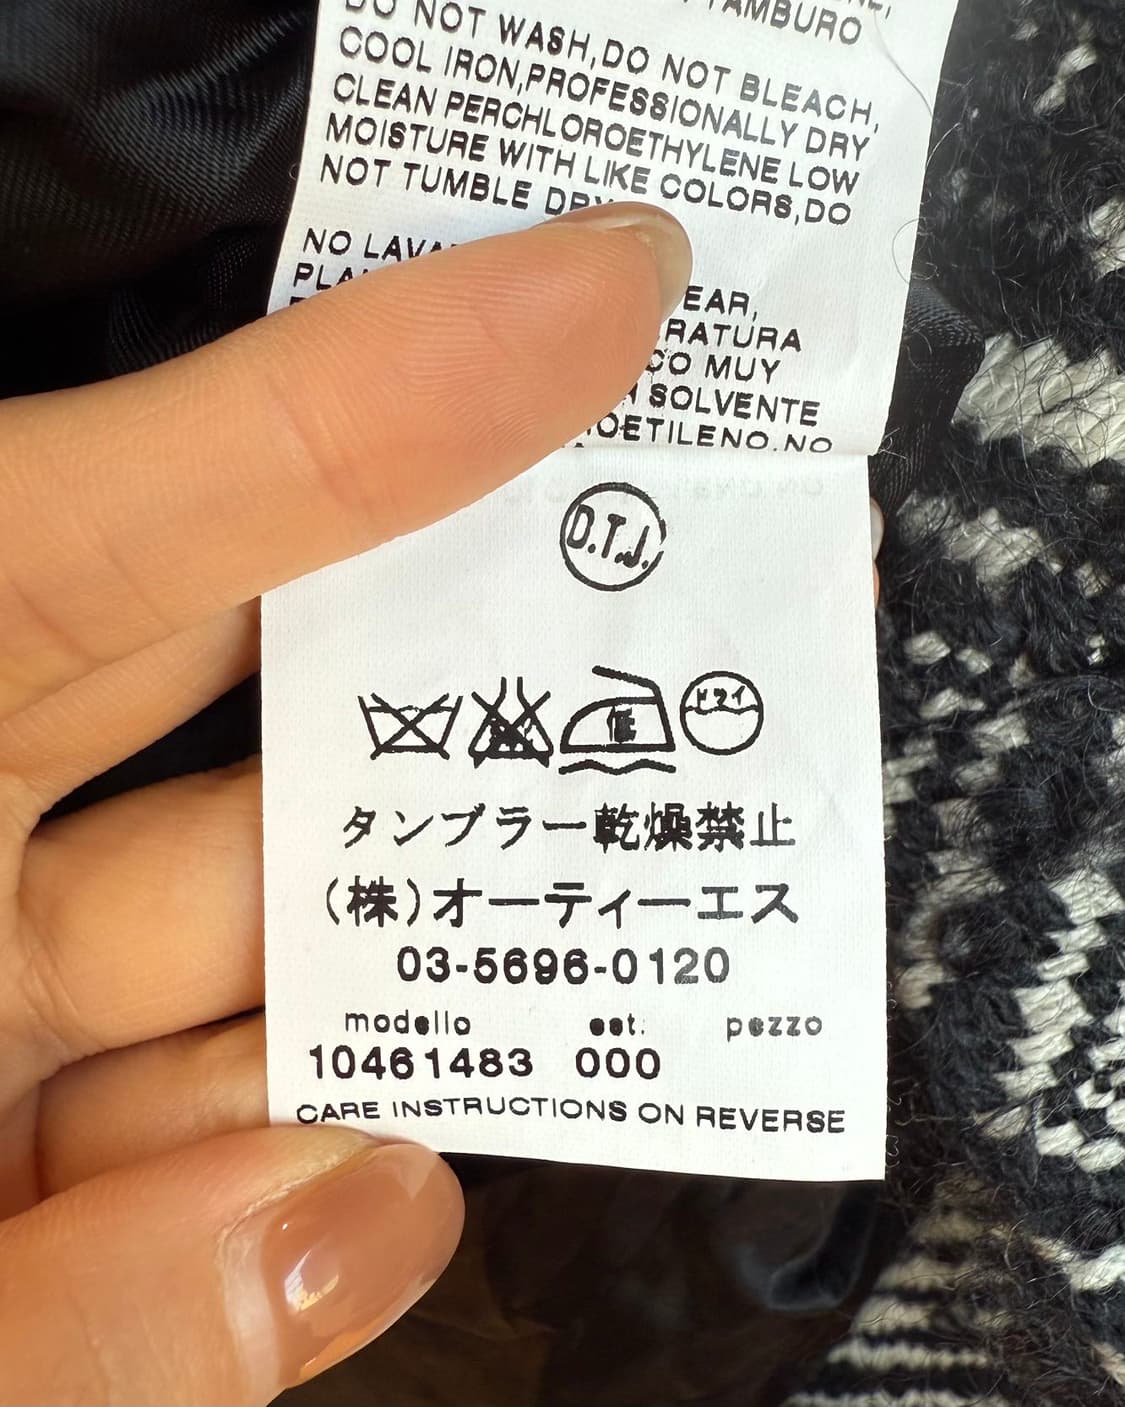 TAMBURO
DO NOT WASH,DO NOT BLEACH,
COOL IRON,PROFESSIONALLY DRY
CLEAN PERCHLOROETHYLENE LOW
MOISTURE WITH LIKE COLORS,DO
NOT TUMBLE DRY
NO
EAR,
RATURA
CO MUY
SOLVENTE
OETILENO.NO
D.T.J.
低 ドライ
タンブラー乾燥禁止
(株)オーティーエス
03-5696-0120
modello est. pezzo
10461483 000
CARE INSTRUCTIONS ON REVERSE